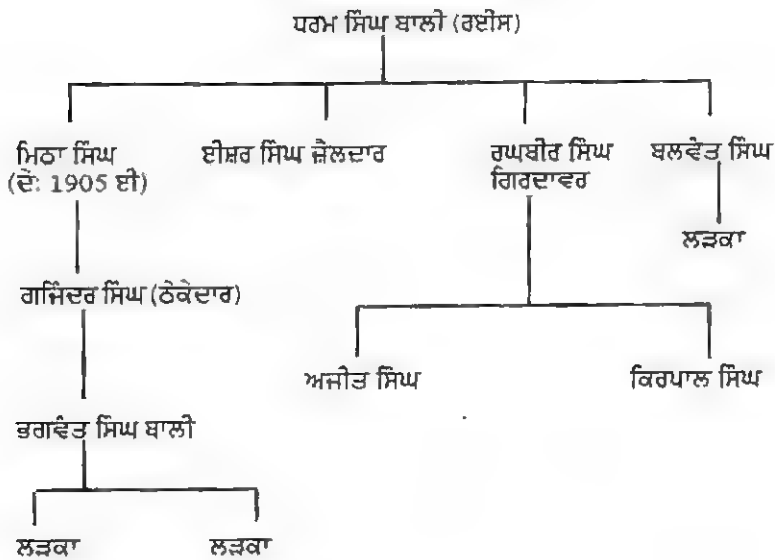 ਧਰਮ ਸਿੰਘ ਬਾਲੀ (ਰਈਸ)
ਮਿਠਾ ਸਿੰਘ
(ਦੇ: 1905 ਈ)
ਈਸ਼ਰ ਸਿੰਘ ਜ਼ੈਲਦਾਰ
ਰਘਬੀਰ ਸਿੰਘ
ਗਿਰਦਾਵਰ
ਬਲਵੰਤ ਸਿੰਘ
ਲੜਕਾ
ਗਜਿੰਦਰ ਸਿੰਘ (ਠੇਕੇਦਾਰ)
ਅਜੀਤ ਸਿੰਘ
ਕਿਰਪਾਲ ਸਿੰਘ
ਭਗਵੰਤ ਸਿੰਘ ਬਾਲੀ
ਲੜਕਾ
ਲੜਕਾ